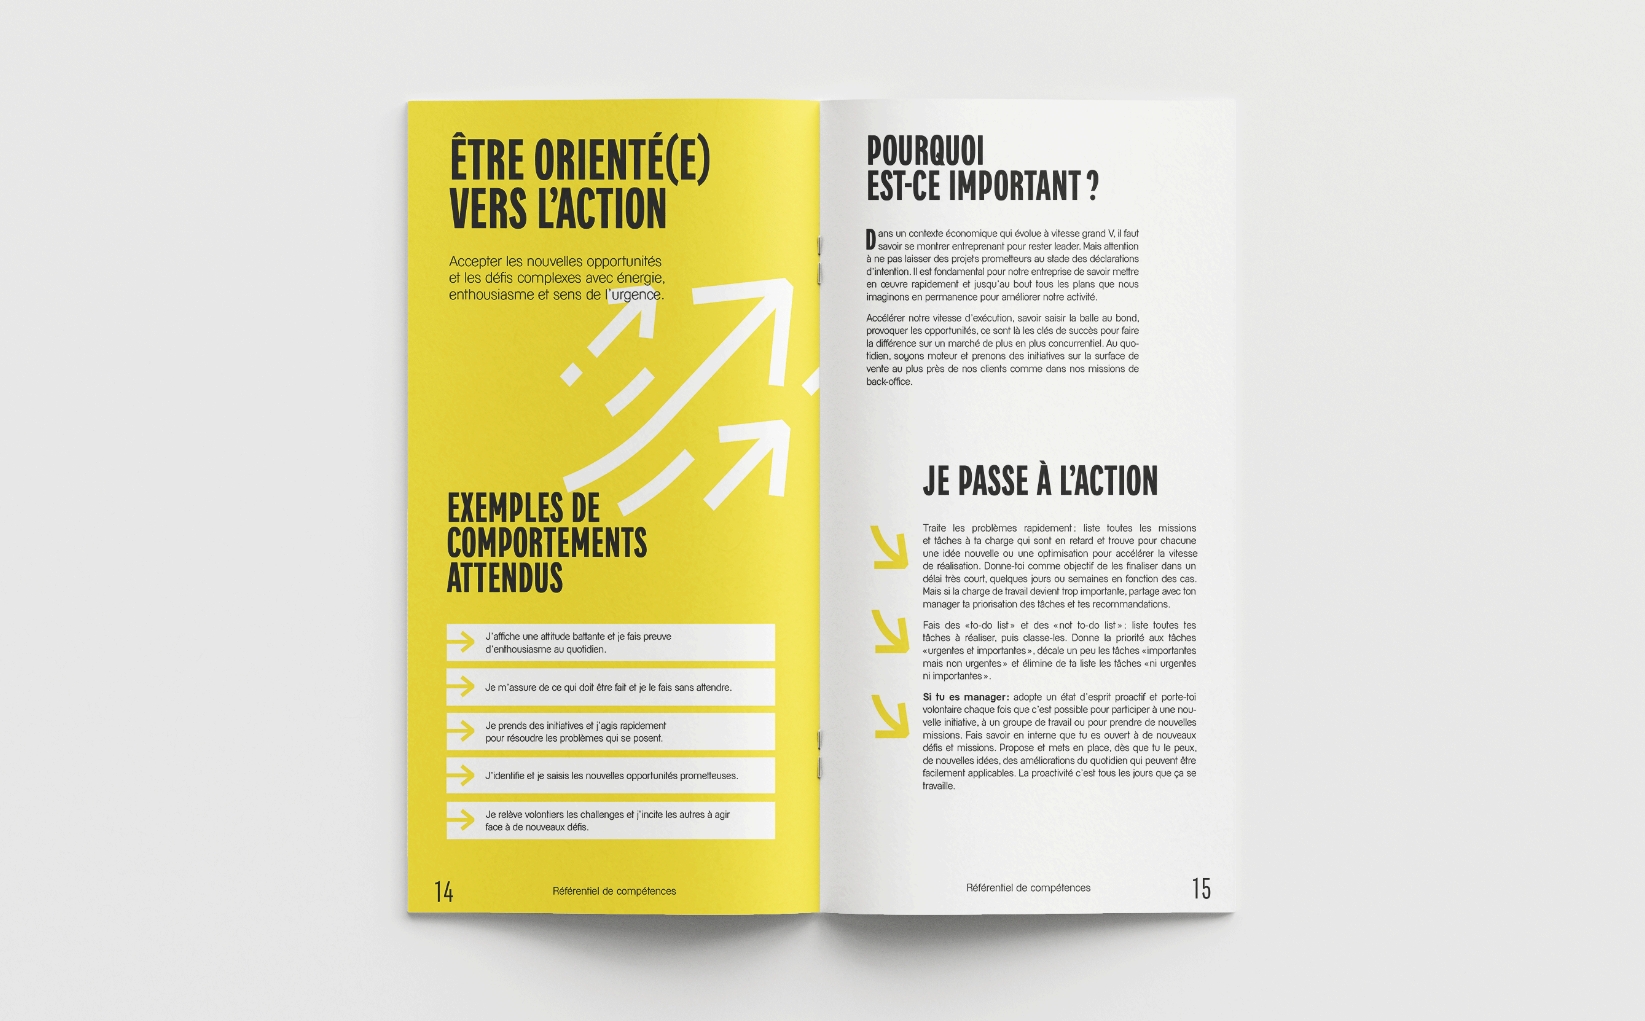 ÊTRE ORIENTÉ(E)
VERS L'ACTION
Accepter les nouvelles opportunités
et les défis complexes avec énergie,
enthousiasme et sens de l'urgence.
EXEMPLES DE
COMPORTEMENTS
ATTENDUS
J'affiche une attitude battante et je fais preuve
d'enthousiasme au quotidien.
Je m'assure de ce qui doit être fait et je le fais sans attendre.
Je prends des initiatives et j'agis rapidement
pour résoudre les problèmes qui se posent.
J'identifie et je saisis les nouvelles opportunités prometteuses.
Je relève volontiers les challenges et j'incite les autres à agir
face à de nouveaux défis.
14
Référentiel de compétences
POURQUOI
EST-CE IMPORTANT ?
Dans un contexte économique qui évolue à vitesse grand V, il faut
savoir se montrer entreprenant pour rester leader. Mais attention
à ne pas laisser des projets prometteurs au stade des déclarations
d'intention. Il est fondamental pour notre entreprise de savoir mettre
en œuvre rapidement et jusqu'au bout tous les plans que nous
imaginons en permanence pour améliorer notre activité.
Accélérer notre vitesse d'exécution, savoir saisir la balle au bond,
provoquer les opportunités, ce sont là les clés de succès pour faire
la différence sur un marché de plus en plus concurrentiel. Au quo-
tidien, soyons moteur et prenons des initiatives sur la surface de
vente au plus près de nos clients comme dans nos missions de
back-office.
JE PASSE À L'ACTION
Traite les problèmes rapidement : liste toutes les missions
et tâches à ta charge qui sont en retard et trouve pour chacune
une idée nouvelle ou une optimisation pour accélérer la vitesse
de réalisation. Donne-toi comme objectif de les finaliser dans un
délai très court, quelques jours ou semaines en fonction des cas.
Mais si la charge de travail devient trop importante, partage avec ton
manager ta priorisation des tâches et tes recommandations.
Fais des «to-do list» et des «not to-do list» : liste toutes tes
tâches à réaliser, puis classe-les. Donne la priorité aux tâches
«urgentes et importantes», décale un peu les tâches «importantes
mais non urgentes» et élimine de ta liste les tâches «ni urgentes
ni importantes».
Si tu es manager : adopte un état d'esprit proactif et porte-toi
volontaire chaque fois que c'est possible pour participer à une nou-
velle initiative, à un groupe de travail ou pour prendre de nouvelles
missions. Fais savoir en interne que tu es ouvert à de nouveaux
défis et missions. Propose et mets en place, dès que tu le peux,
de nouvelles idées, des améliorations du quotidien qui peuvent être
facilement applicables. La proactivité c'est tous les jours que ça se
travaille.
Référentiel de compétences
15